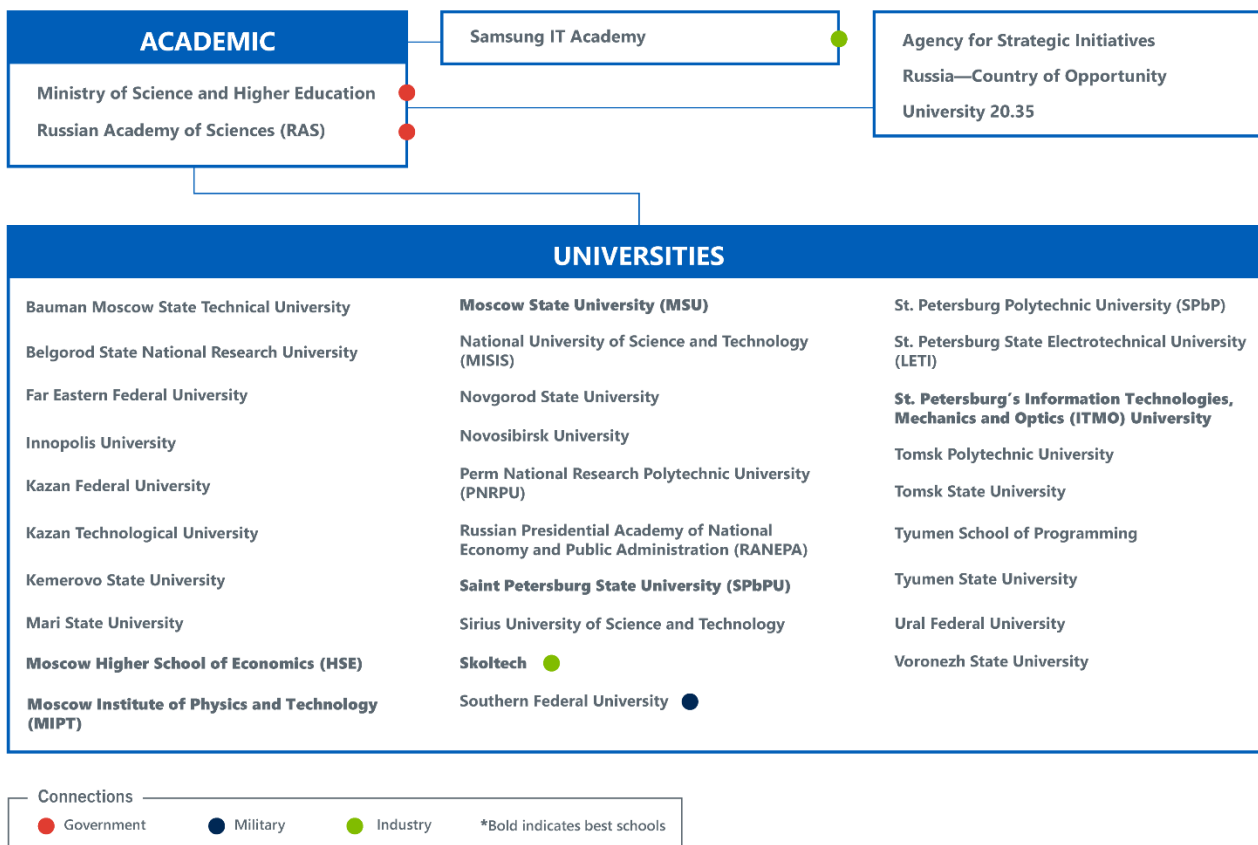 ACADEMIC
Ministry of Science and Higher Education
Russian Academy of Sciences (RAS)
Samsung IT Academy
Agency for Strategic Initiatives
Russia—Country of Opportunity
University 20.35
UNIVERSITIES
Bauman Moscow State Technical University
Belgorod State National Research University
Far Eastern Federal University
Innopolis University
Kazan Federal University
Kazan Technological University
Kemerovo State University
Mari State University
Moscow Higher School of Economics (HSE)
Moscow Institute of Physics and Technology
(MIPT)
Moscow State University (MSU)
National University of Science and Technology
(MISIS)
Novgorod State University
Novosibirsk University
Perm National Research Polytechnic University
(PNRPU)
Russian Presidential Academy of National
Economy and Public Administration (RANEPA)
Saint Petersburg State University (SPbPU)
Sirius University of Science and Technology
Skoltech
Southern Federal University
St. Petersburg Polytechnic University (SPbP)
St. Petersburg State Electrotechnical University
(LETI)
St. Petersburg's Information Technologies,
Mechanics and Optics (ITMO) University
Tomsk Polytechnic University
Tomsk State University
Tyumen School of Programming
Tyumen State University
Ural Federal University
Voronezh State University
Connections
Government
Military
Industry
*Bold indicates best schools